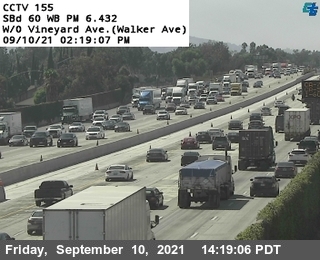 CCTV 155
SBd 60 WB PM 6.432
W/O Vineyard Ave.(Walker Ave)
09/10/21 02:19:07 PM
Friday, September 10, 2021 14:19:06 PDT